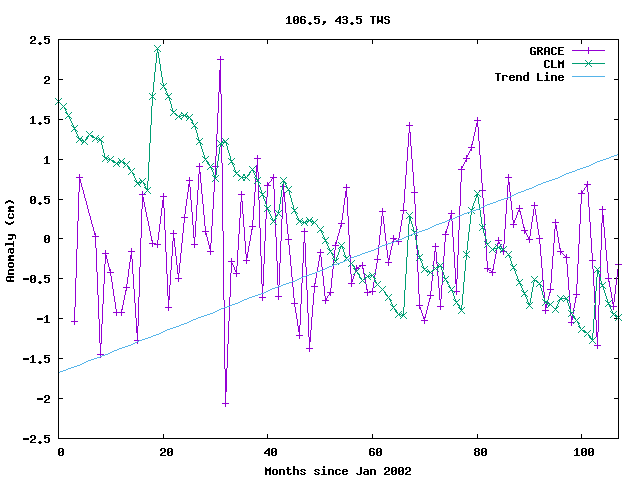 106.5, 43.5 TWS
GRACE
CLM
Trend Line
2.5
2
1.5
1
0.5
0
-0.5
-1
-1.5
-2
-2.5
Anomaly (cm)
0 20 40 60 80 100
Months since Jan 2002